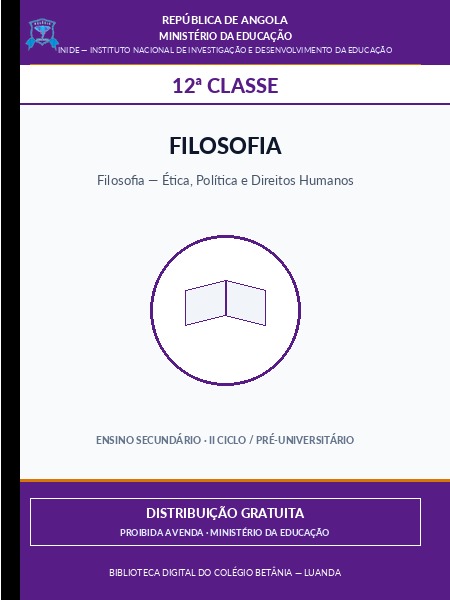 REPÚBLICA DE ANGOLA
MINISTÉRIO DA EDUCAÇÃO
INIDE — INSTITUTO NACIONAL DE INVESTIGAÇÃO E DESENVOLVIMENTO DA EDUCAÇÃO
12ª CLASSE
FILOSOFIA
Filosofia — Ética, Política e Direitos Humanos
ENSINO SECUNDÁRIO · II CICLO / PRÉ-UNIVERSITÁRIO
DISTRIBUIÇÃO GRATUITA
PROIBIDA A VENDA · MINISTÉRIO DA EDUCAÇÃO
BIBLIOTECA DIGITAL DO COLÉGIO BETÂNIA — LUANDA